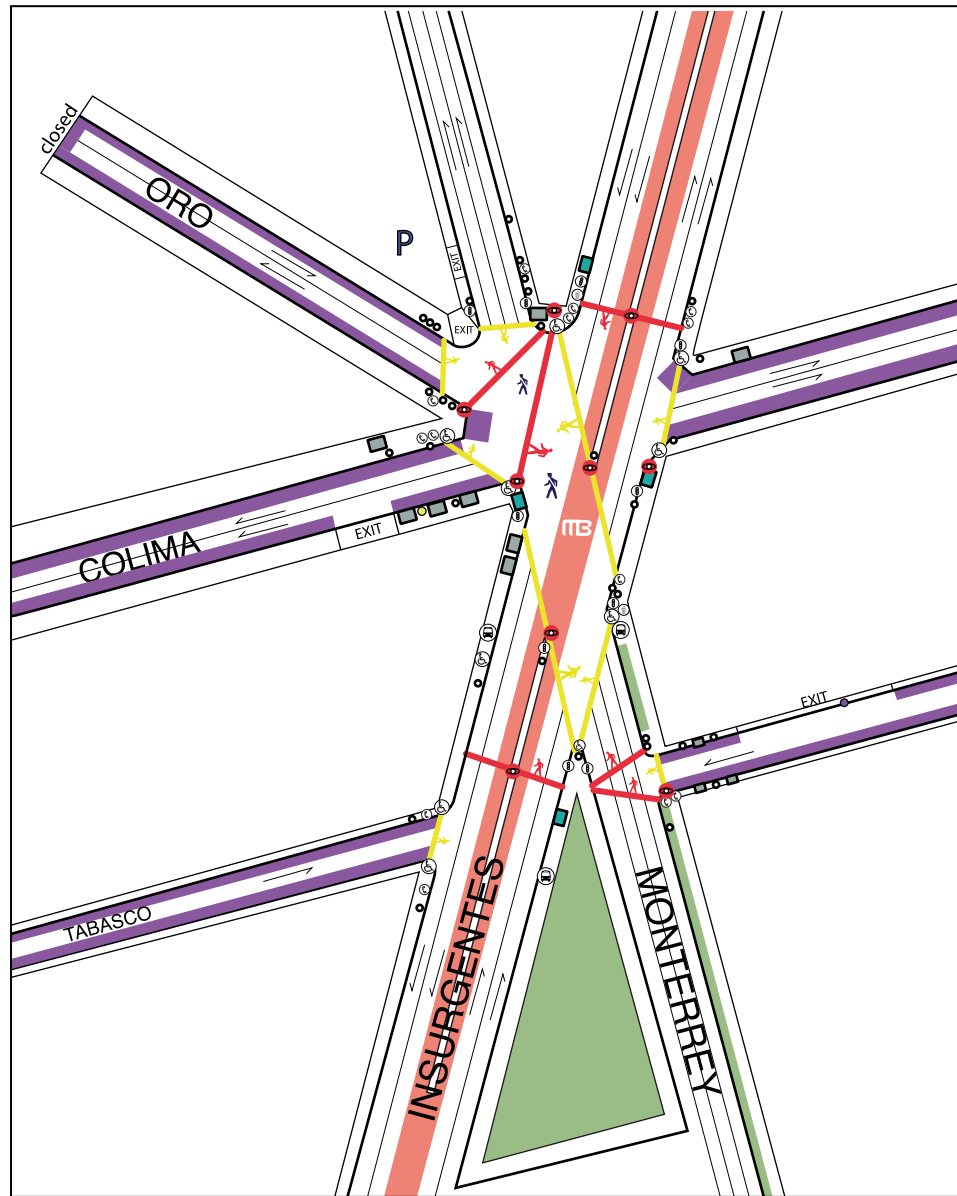 closed
ORO
P
EXIT
EXIT
COLIMA
EXIT
MB
EXIT
TABASCO
INSURGENTES
MONTERREY